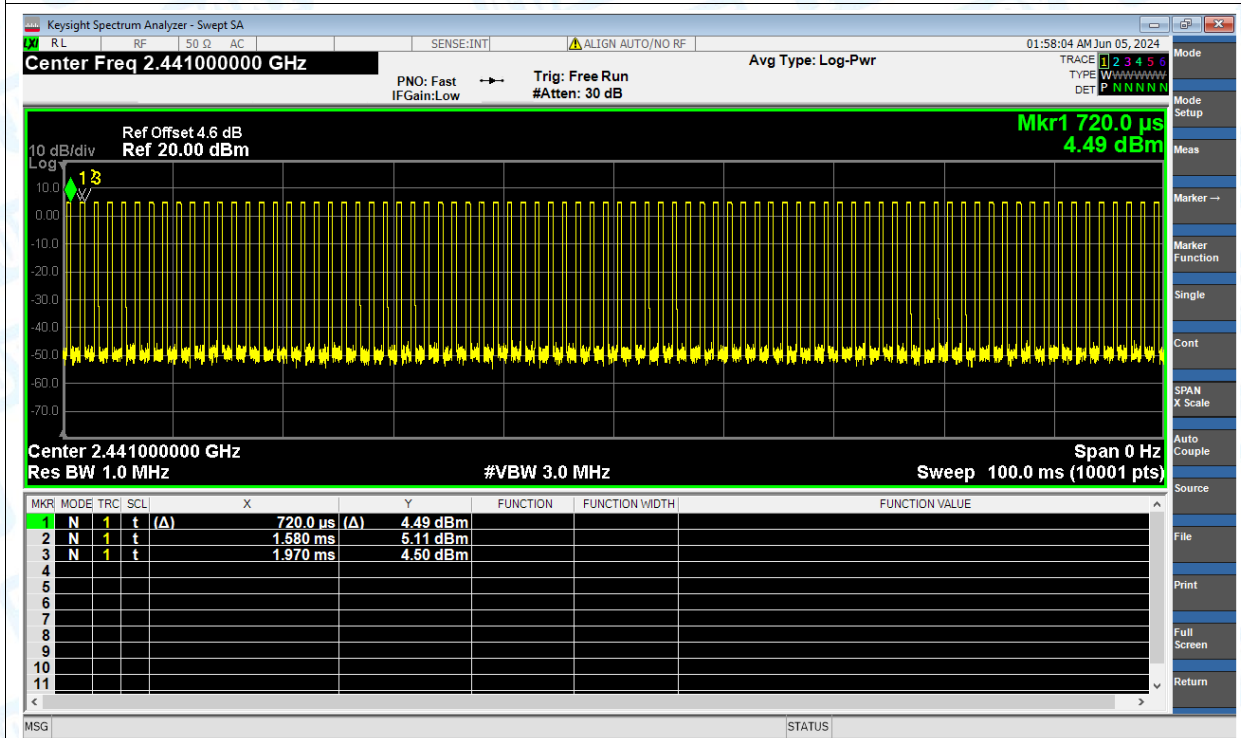 Keysight Spectrum Analyzer - Swept SA
LXI RL RF 50 Ω AC SENSE:INT ALIGN AUTO/NO RF 01:58:04 AM Jun 05, 2024
Center Freq 2.441000000 GHz
Avg Type: Log-Pwr
TRACE 1 2 3 4 5 6
TYPE WWWWWW
DET P N N N N N
PNO: Fast
IFGain:Low
Trig: Free Run
#Atten: 30 dB
Mkr1 720.0 µs
4.49 dBm
Ref Offset 4.6 dB
10 dB/div Ref 20.00 dBm
Log
1 3
10.0
0.00
-10.0
-20.0
-30.0
-40.0
-50.0
-60.0
-70.0
Center 2.441000000 GHz Span 0 Hz
Res BW 1.0 MHz #VBW 3.0 MHz Sweep 100.0 ms (10001 pts)
MKR MODE TRC SCL X Y FUNCTION FUNCTION WIDTH FUNCTION VALUE
1 N 1 t (Δ) 720.0 µs (Δ) 4.49 dBm
2 N 1 t 1.580 ms 5.11 dBm
3 N 1 t 1.970 ms 4.50 dBm
4
5
6
7
8
9
10
11
MSG STATUS
Mode
Mode
Setup
Meas
Marker →
Marker
Function
Single
Cont
SPAN
X Scale
Auto
Couple
Source
File
Print
Full
Screen
Return